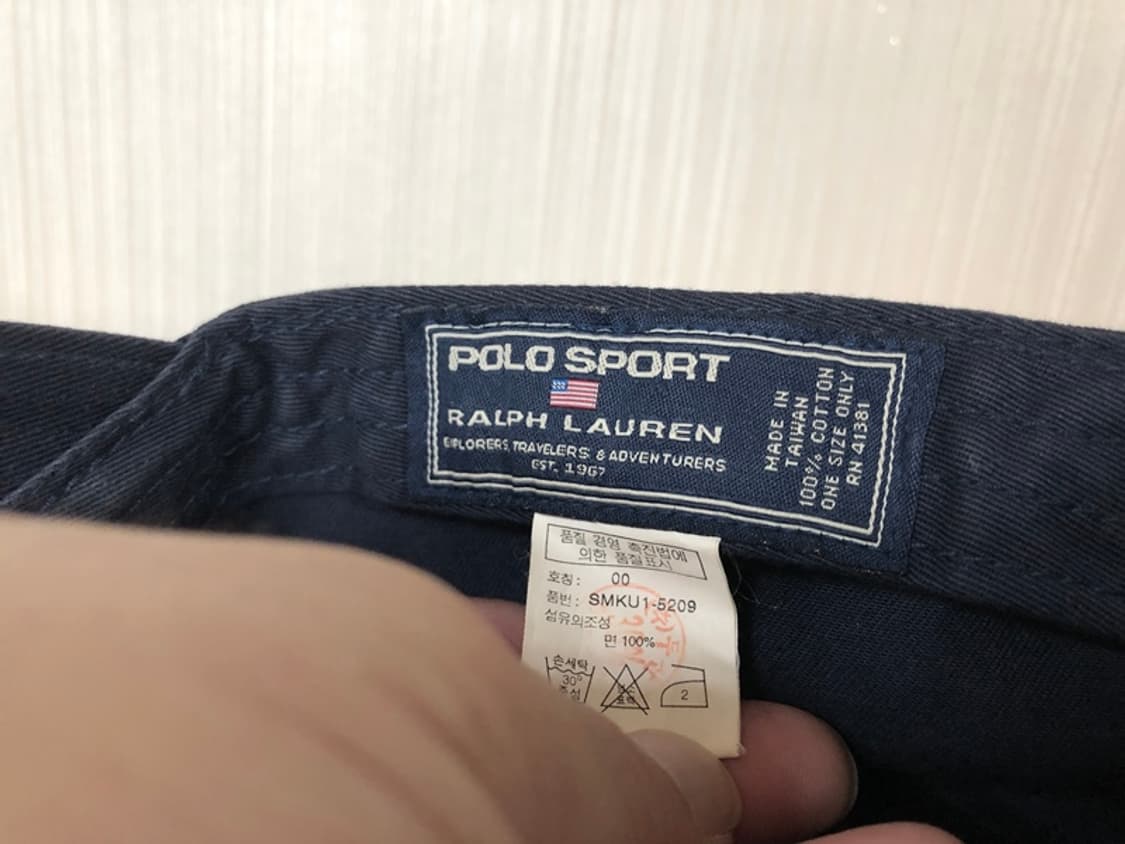 POLO SPORT
RALPH LAUREN
EXPLORERS, TRAVELERS & ADVENTURERS
EST. 1967
MADE IN
TAIWAN
100% COTTON
ONE SIZE ONLY
RN 41381
품질 경영 촉진법에
의한 품질표시
호칭: 00
품번: SMKU1-5209
섬유의조성
면 100%
손세탁
30°
중성
2